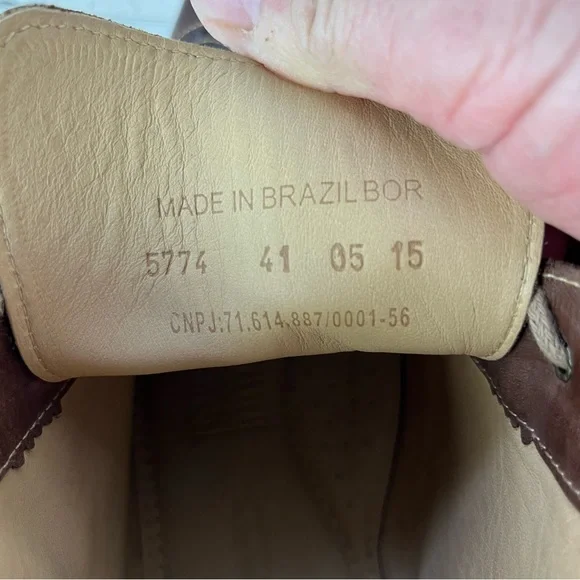 MADE IN BRAZIL BOR
5774 41 05 15
CNPJ:71.614.887/0001-56